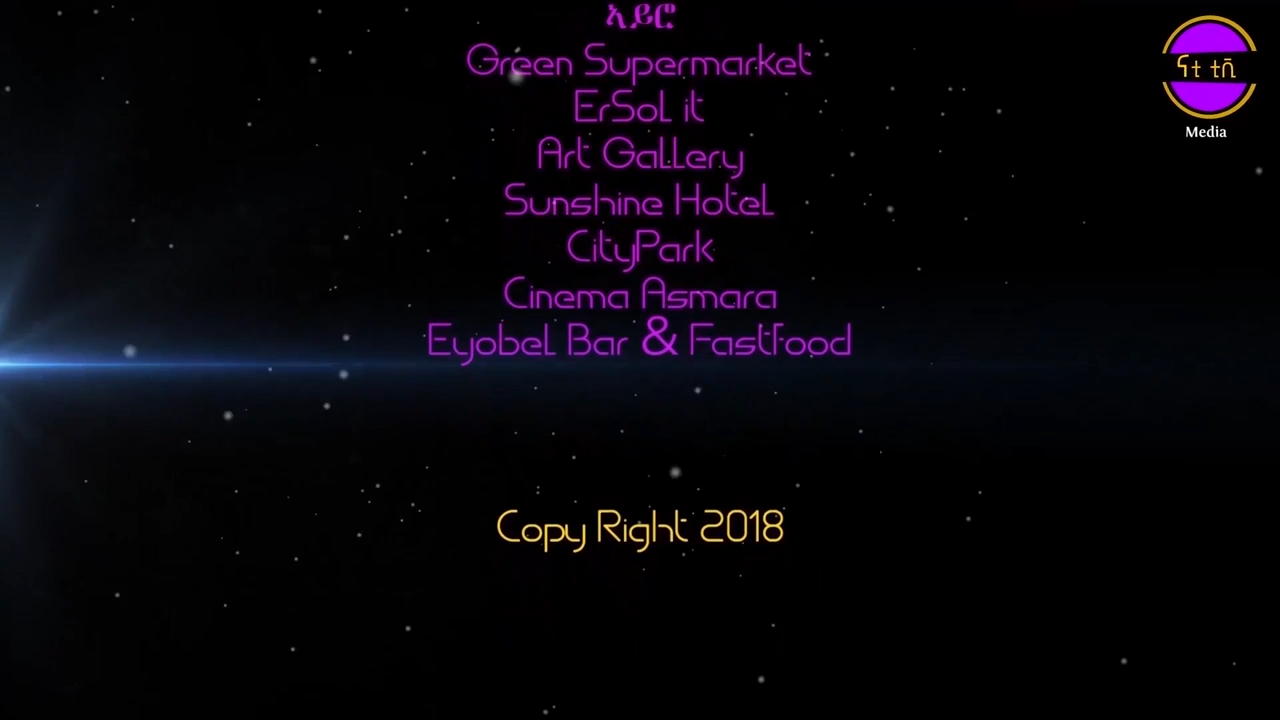 ኣይሮ
Green Supermarket
ErSol it
Art Gallery
Sunshine Hotel
CityPark
Cinema Asmara
Eyobel Bar & Fastfood
Copy Right 2018
Media